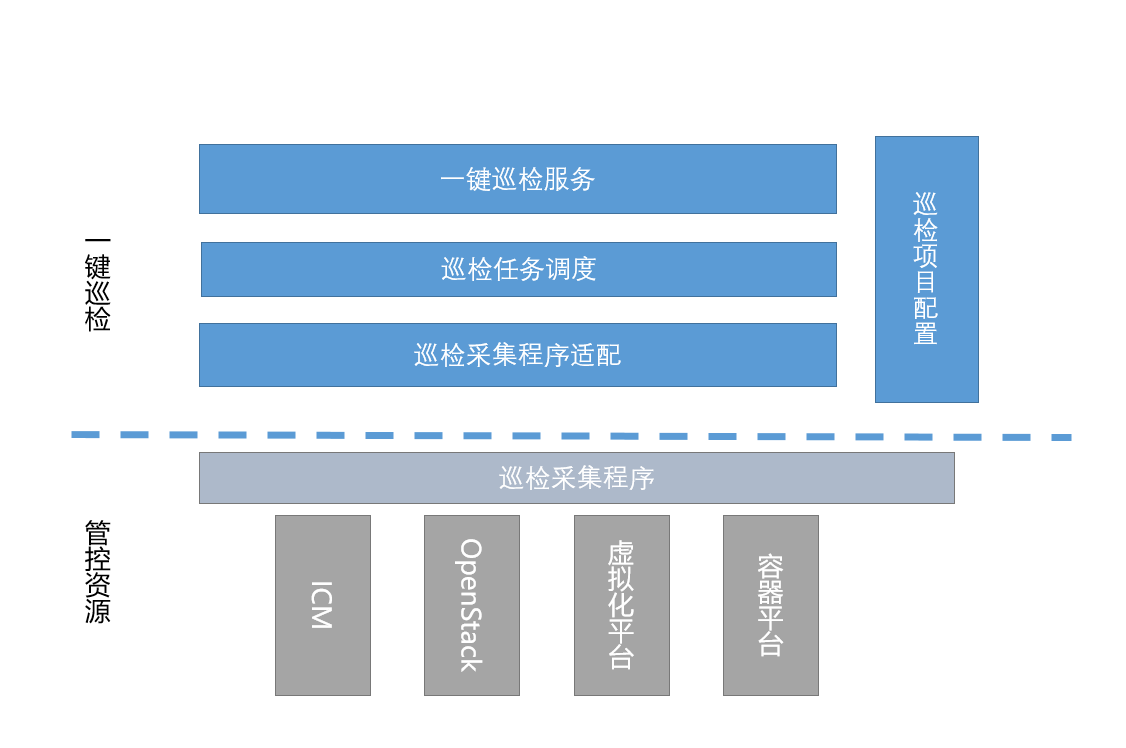 一键巡检服务
巡检任务调度
巡检采集程序适配
巡检项目配置
一键巡检
巡检采集程序
管控资源
ICM
OpenStack
虚拟化平台
容器平台